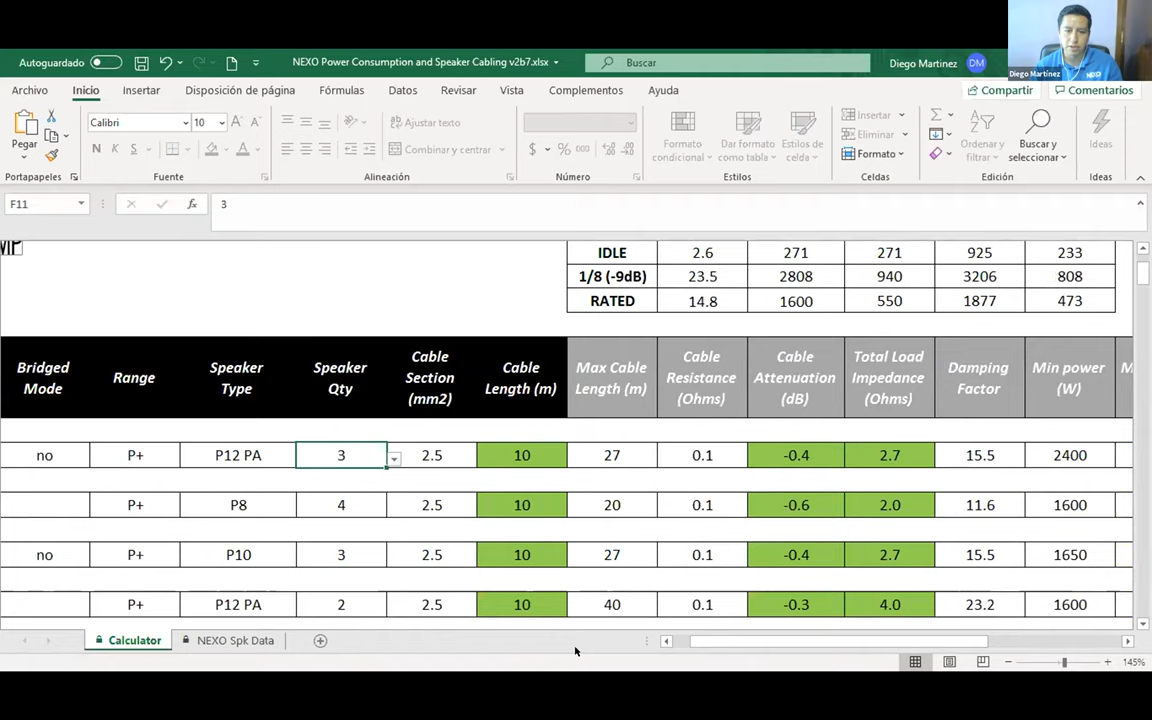 Autoguardado
NEXO Power Consumption and Speaker Cabling v2b7.xlsx
Buscar
Diego Martinez DM
Diego Martinez
Archivo Inicio Insertar Disposición de página Fórmulas Datos Revisar Vista Complementos Ayuda
Compartir Comentarios
Pegar
Calibri 10
N K S
Ajustar texto
Combinar y centrar
$ % 000
Formato condicional
Dar formato como tabla
Estilos de celda
Insertar
Eliminar
Formato
Ordenar y filtrar
Buscar y seleccionar
Ideas
Portapapeles Fuente Alineación Número Estilos Celdas Edición Ideas
F11 fx 3
IDLE 2.6 271 271 925 233
1/8 (-9dB) 23.5 2808 940 3206 808
RATED 14.8 1600 550 1877 473
Bridged Mode
Range
Speaker Type
Speaker Qty
Cable Section (mm2)
Cable Length (m)
Max Cable Length (m)
Cable Resistance (Ohms)
Cable Attenuation (dB)
Total Load Impedance (Ohms)
Damping Factor
Min power (W)
no P+ P12 PA 3 2.5 10 27 0.1 -0.4 2.7 15.5 2400
P+ P8 4 2.5 10 20 0.1 -0.6 2.0 11.6 1600
no P+ P10 3 2.5 10 27 0.1 -0.4 2.7 15.5 1650
P+ P12 PA 2 2.5 10 40 0.1 -0.3 4.0 23.2 1600
Calculator NEXO Spk Data
145%